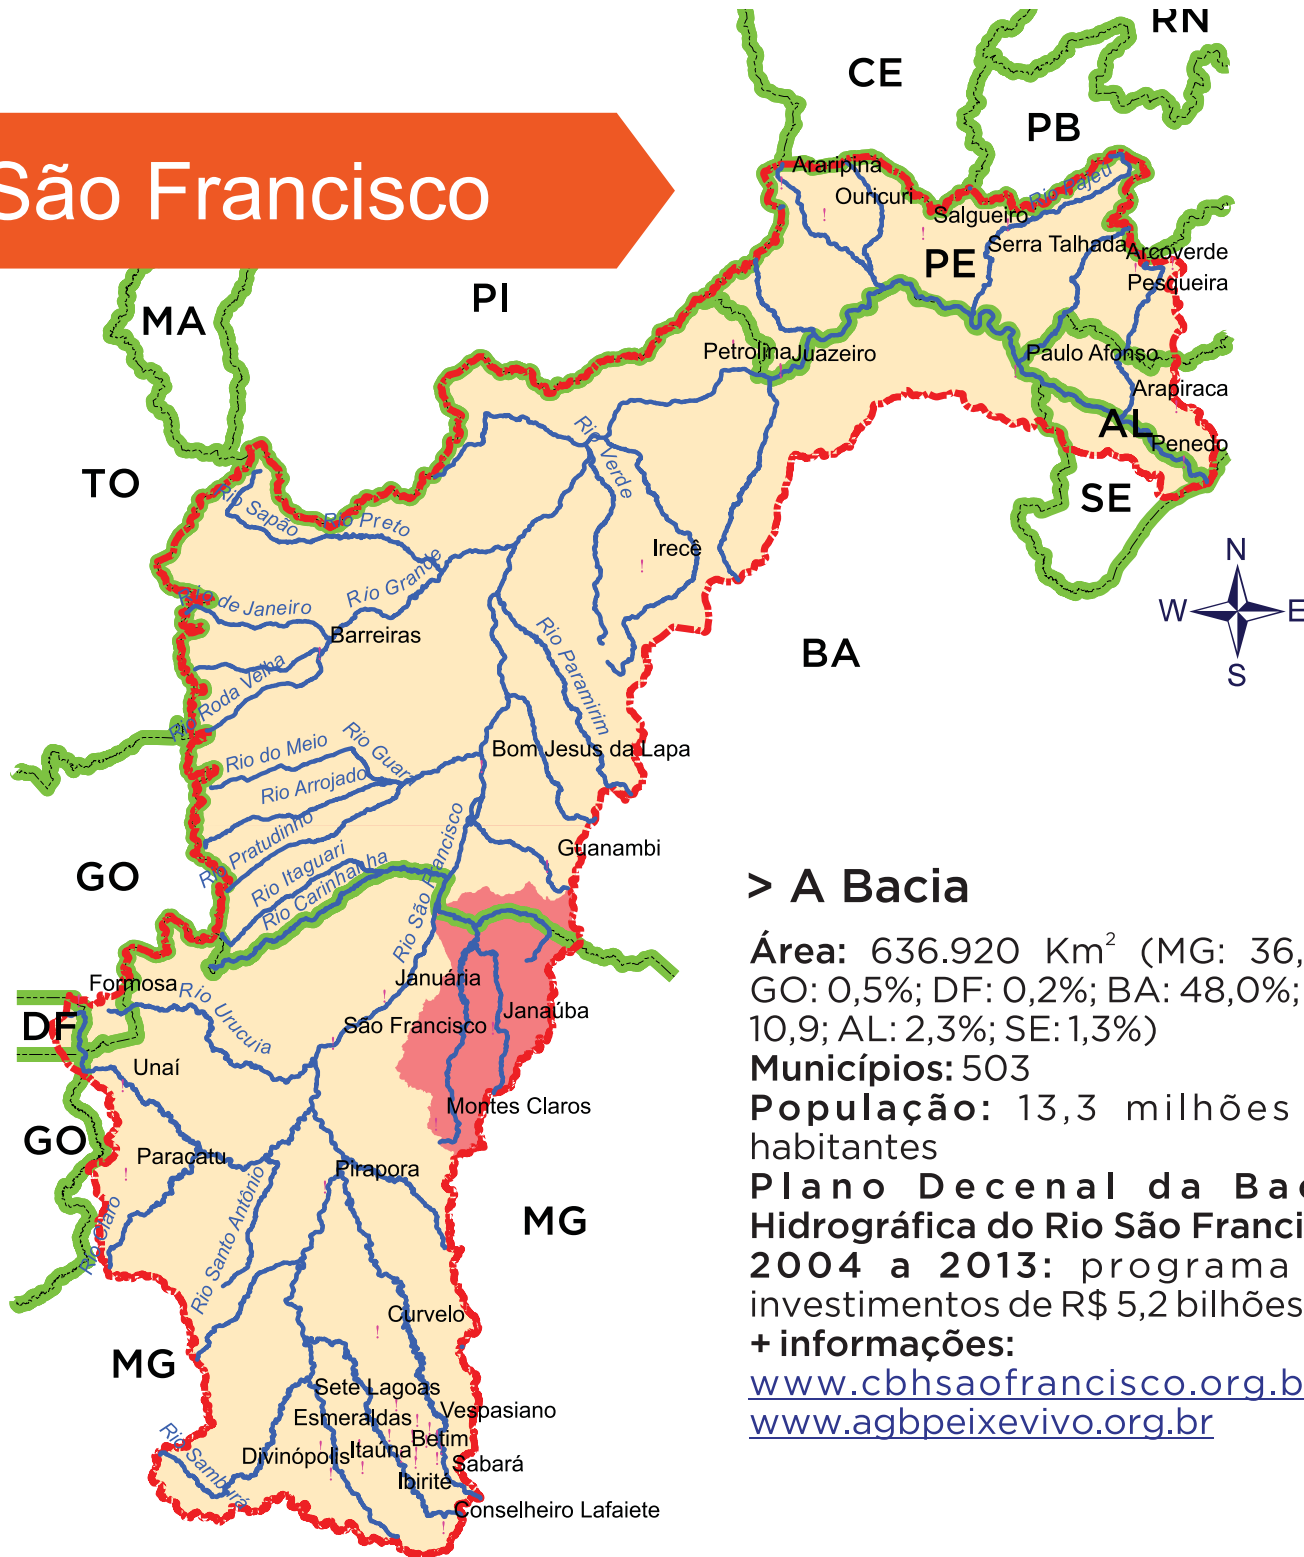 RN
CE
PB
São Francisco
Araripina
Ouricuri
Rio Pajeú
Salgueiro
Serra Talhada
Arcoverde
PE
Pesqueira
PI
MA
Petrolina
Juazeiro
Paulo Afonso
Arapiraca
AL
Penedo
Rio Verde
TO
SE
Rio Sapão
Rio Preto
Irecê
N
W
E
S
Rio Grande
Rio de Janeiro
Barreiras
BA
Rio Paramirim
Rio Roda Velha
Rio do Meio
Rio Guará
Bom Jesus da Lapa
Rio Arrojado
Rio Pratudinho
Guanambi
GO
Rio Itaguari
Rio Carinhanha
Rio São Francisco
Formosa
Januária
Rio Urucuia
Janaúba
DF
São Francisco
Unaí
Montes Claros
GO
Paracatu
Pirapora
Rio Claro
Rio Santo Antônio
MG
Curvelo
MG
Sete Lagoas
Esmeraldas
Vespasiano
Betim
Divinópolis
Itaúna
Sabará
Ibirité
Rio Samburá
Conselheiro Lafaiete
> A Bacia
Área: 636.920 Km² (MG: 36,
GO: 0,5%; DF: 0,2%; BA: 48,0%;
10,9; AL: 2,3%; SE: 1,3%)
Municípios: 503
População: 13,3 milhões
habitantes
Plano Decenal da Bac
Hidrográfica do Rio São Franci
2004 a 2013: programa
investimentos de R$ 5,2 bilhões
+ informações:
www.cbhsaofrancisco.org.b
www.agbpeixevivo.org.br